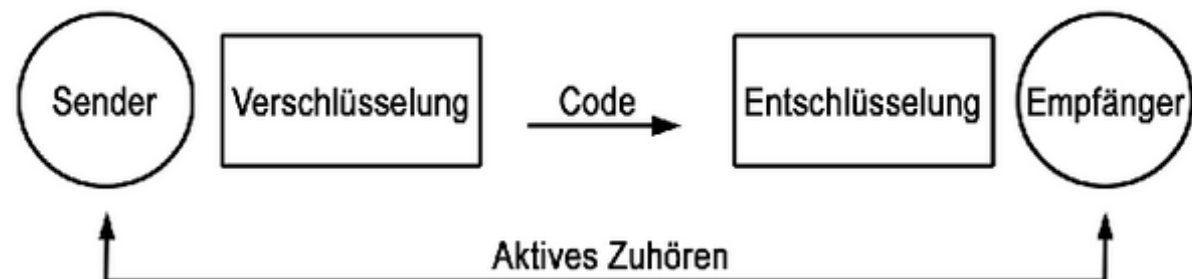 Sender Verschlüsselung Code Entschlüsselung Empfänger
Aktives Zuhören